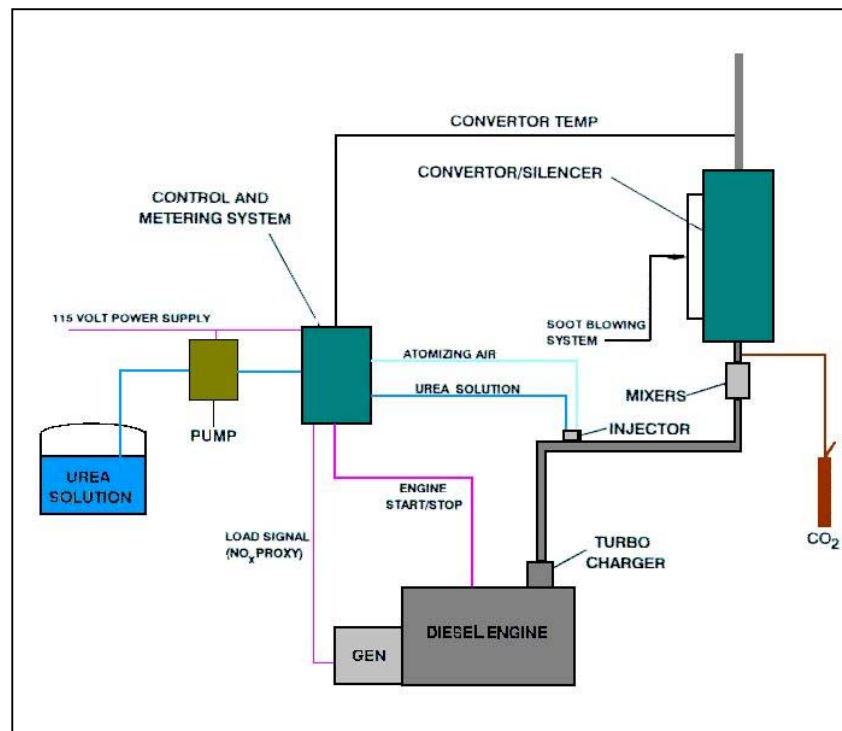 CONVERTOR TEMP
CONVERTOR/SILENCER
CONTROL AND
METERING SYSTEM
115 VOLT POWER SUPPLY
SOOT BLOWING
SYSTEM
ATOMIZING AIR
UREA SOLUTION
MIXERS
PUMP
INJECTOR
UREA
SOLUTION
ENGINE
START/STOP
LOAD SIGNAL
(NOₓ PROXY)
TURBO
CHARGER
CO₂
DIESEL ENGINE
GEN